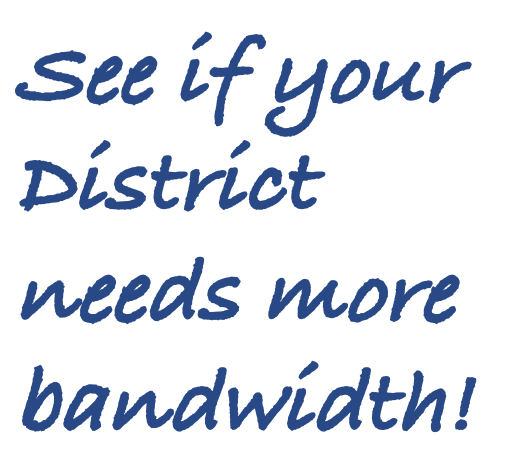 See if your
District
needs more
bandwidth!